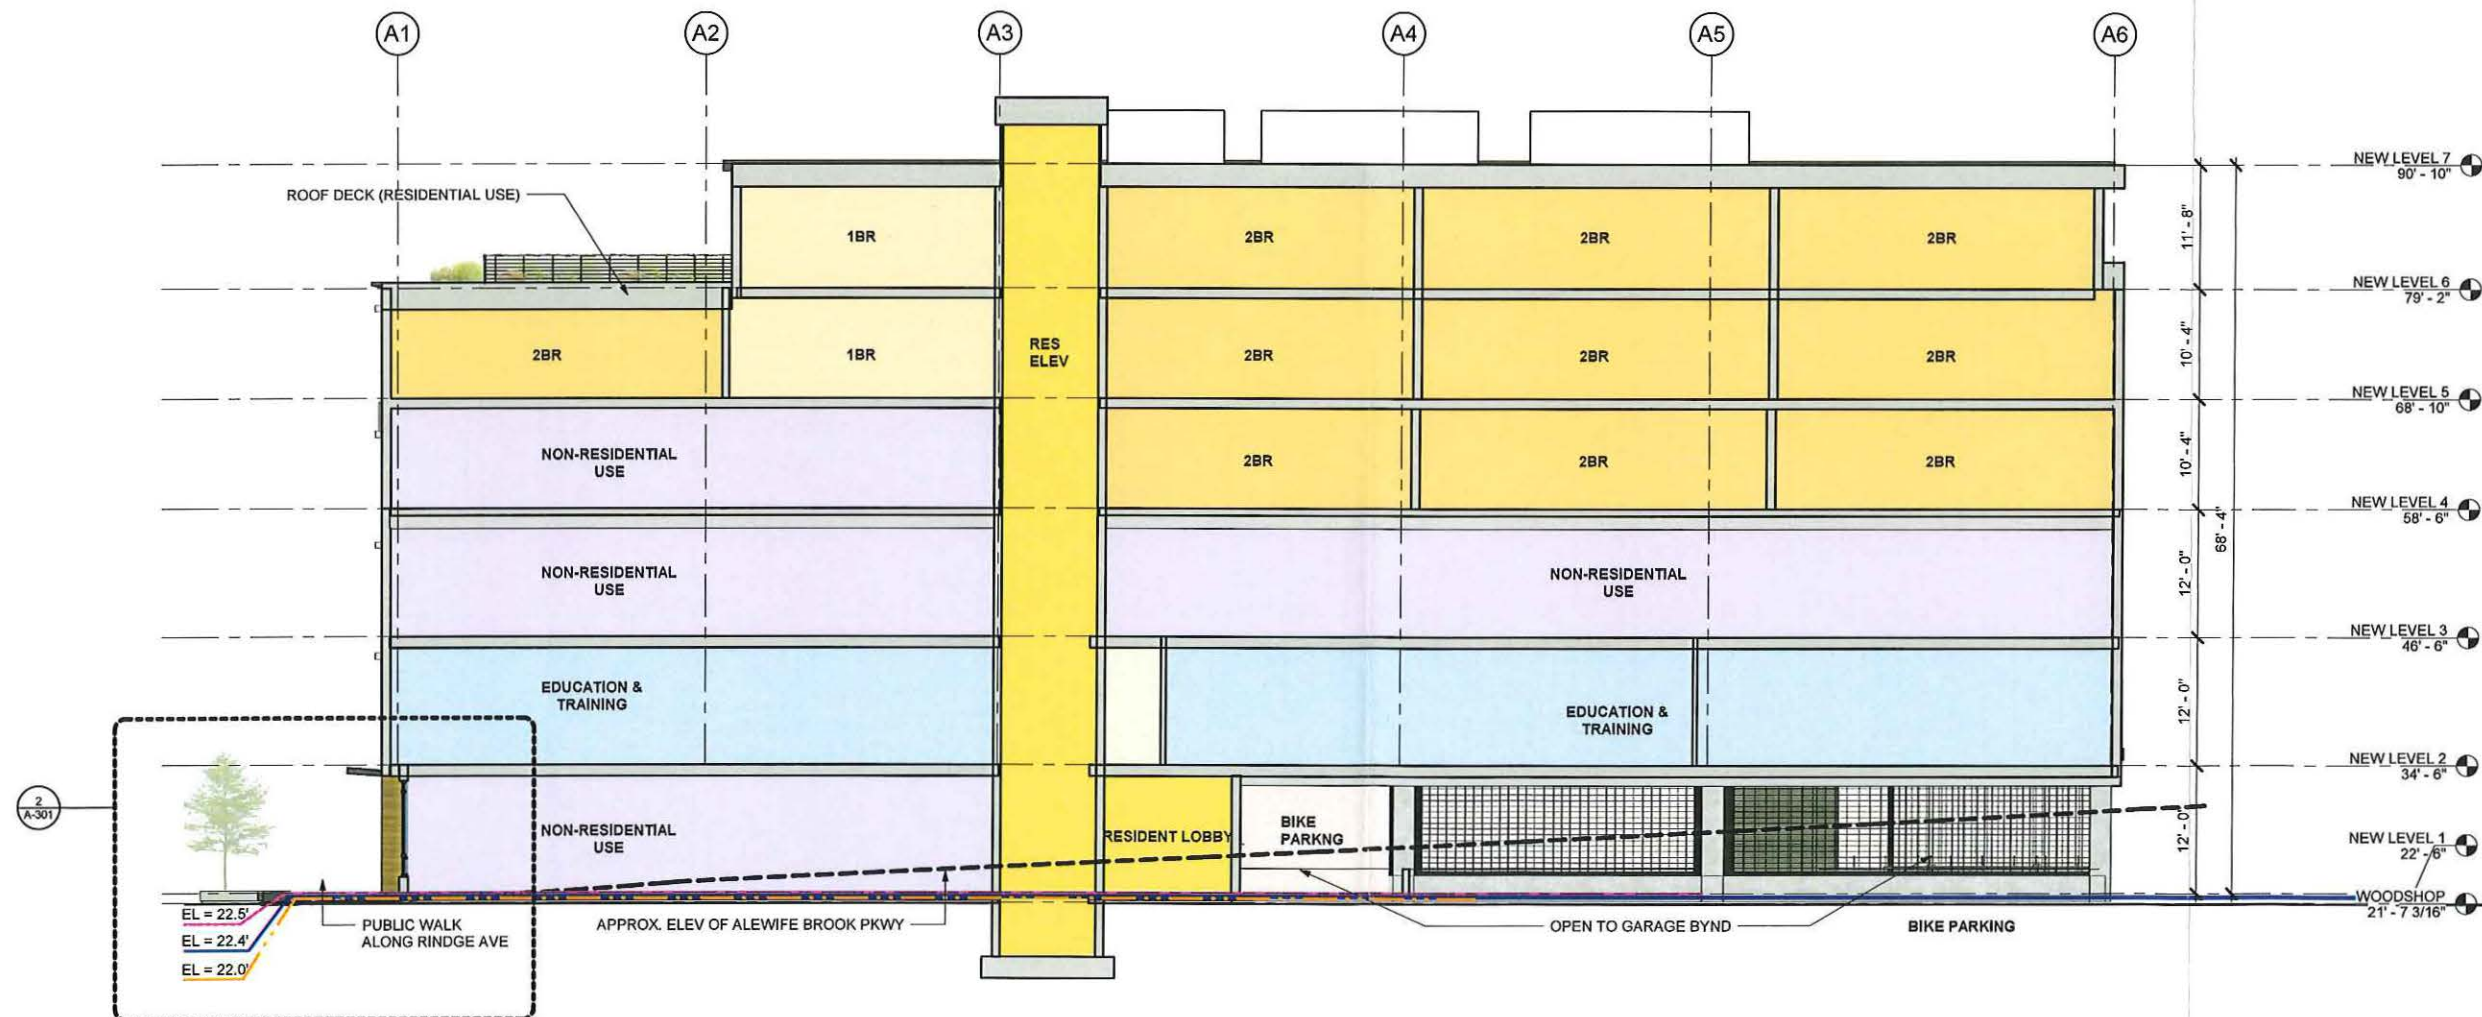 A1
A2
A3
A4
A5
A6
NEW LEVEL 7
90' - 10"
ROOF DECK (RESIDENTIAL USE)
11' - 8"
1BR
2BR
2BR
2BR
NEW LEVEL 6
79' - 2"
RES
ELEV
10' - 4"
2BR
1BR
2BR
2BR
2BR
NEW LEVEL 5
68' - 10"
10' - 4"
NON-RESIDENTIAL
USE
2BR
2BR
2BR
NEW LEVEL 4
58' - 6"
68' - 4"
12' - 0"
NON-RESIDENTIAL
USE
NON-RESIDENTIAL
USE
NEW LEVEL 3
46' - 6"
12' - 0"
EDUCATION &
TRAINING
EDUCATION &
TRAINING
NEW LEVEL 2
34' - 6"
2
A-301
12' - 0"
NON-RESIDENTIAL
USE
RESIDENT LOBBY
BIKE
PARKNG
NEW LEVEL 1
22' - 6"
WOODSHOP
21' - 7 3/16"
EL = 22.5'
EL = 22.4'
EL = 22.0'
PUBLIC WALK
ALONG RINDGE AVE
APPROX. ELEV OF ALEWIFE BROOK PKWY
OPEN TO GARAGE BYND
BIKE PARKING